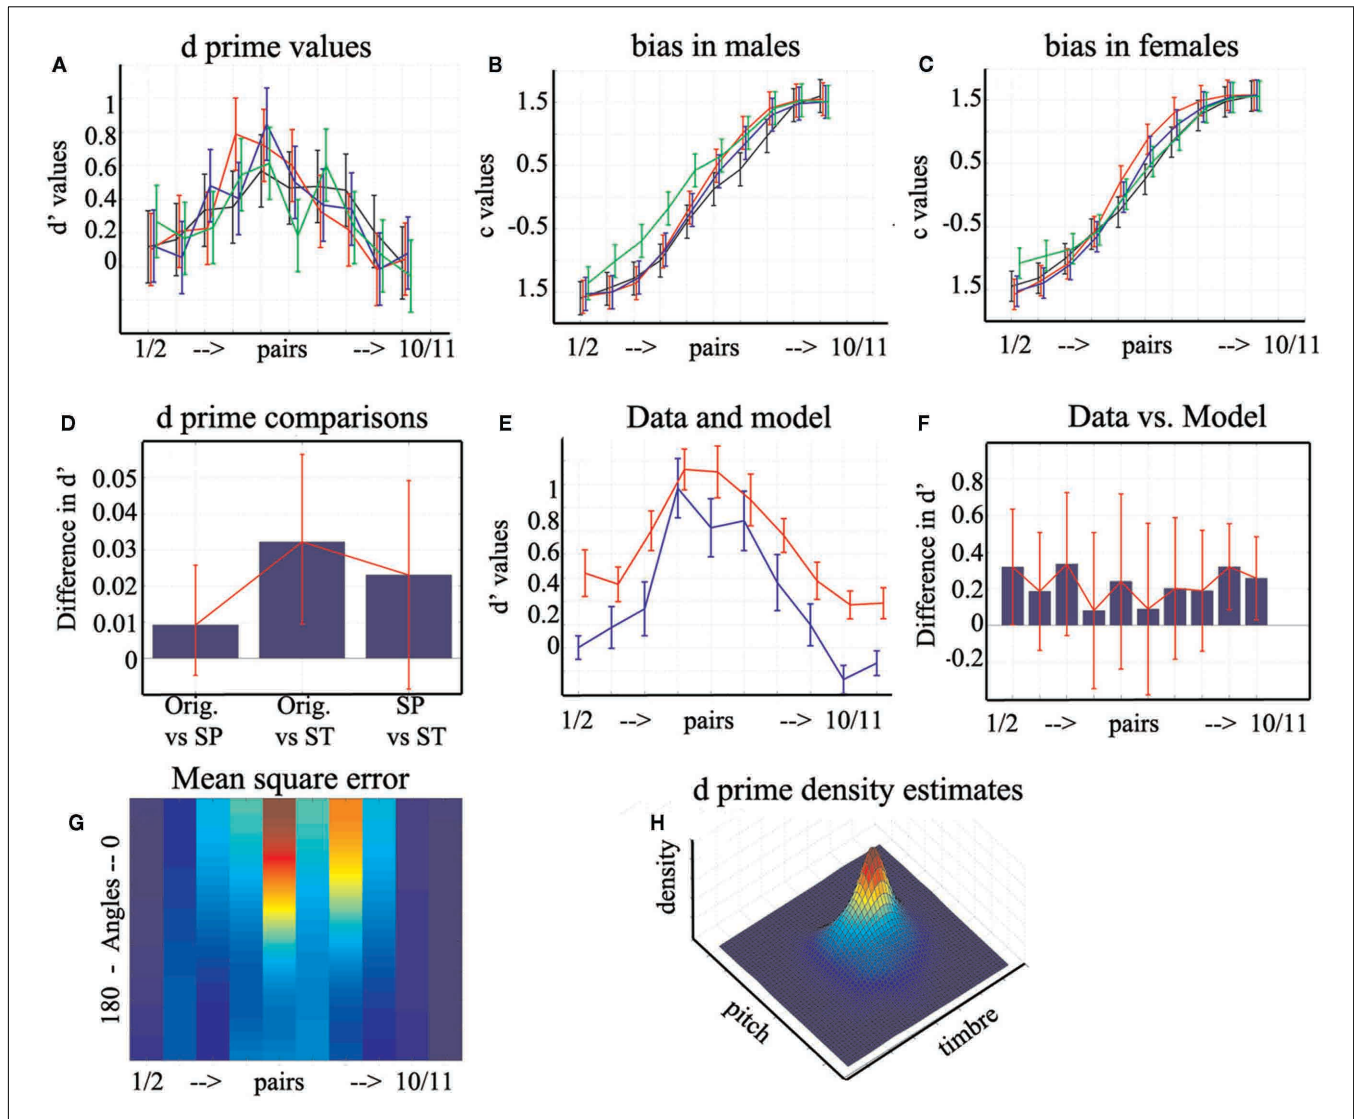 A
d prime values
d' values
1
0.8
0.6
0.4
0.2
0
1/2 --> pairs --> 10/11
B
bias in males
c values
1.5
0.5
-0.5
1.5
1/2 --> pairs --> 10/11
C
bias in females
c values
1.5
0.5
-0.5
1.5
1/2 --> pairs --> 10/11
D
d prime comparisons
Difference in d'
0.05
0.04
0.03
0.02
0.01
0
Orig. vs SP
Orig. vs ST
SP vs ST
E
Data and model
d' values
1
0.8
0.6
0.4
0.2
0
1/2 --> pairs --> 10/11
F
Data vs. Model
Difference in d'
0.8
0.6
0.4
0.2
0
-0.2
1/2 --> pairs --> 10/11
G
Mean square error
180 - Angles -- 0
1/2 --> pairs --> 10/11
H
d prime density estimates
density
pitch
timbre